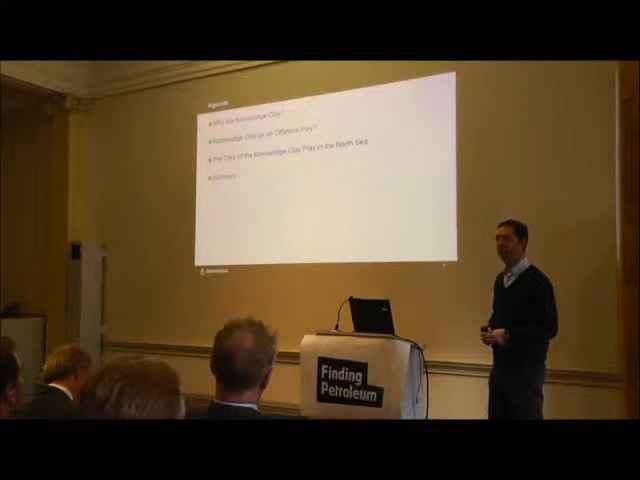 Agenda
Why the Kimmeridge Clay?
Kimmeridge Clay as an Offshore Play?
The Core of the Kimmeridge Clay Play in the North Sea
Summary
Finding
Petroleum